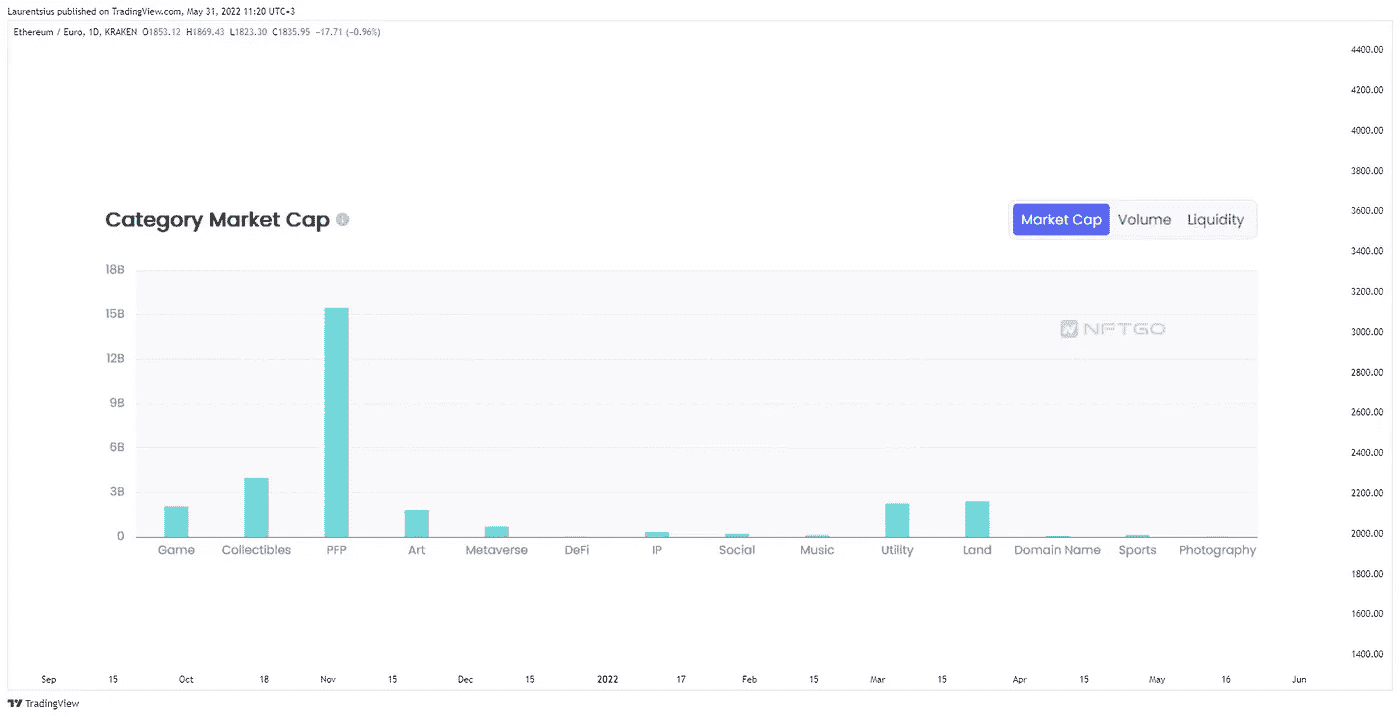 Laurentsius published on TradingView.com, May 31, 2022 11:20 UTC+3
Ethereum / Euro, 1D, KRAKEN O1853.12 H1869.43 L1823.30 C1835.95 −17.71 (−0.96%)
4400.00
4200.00
4000.00
3800.00
3600.00
3400.00
3200.00
3000.00
2800.00
2600.00
2400.00
2200.00
2000.00
1800.00
1600.00
1400.00
Category Market Cap
Market Cap Volume Liquidity
18B
15B
12B
9B
6B
3B
0
NFTGO
Game Collectibles PFP Art Metaverse DeFi IP Social Music Utility Land Domain Name Sports Photography
Sep 15 Oct 18 Nov 15 Dec 15 2022 17 Feb 15 Mar 15 Apr 15 May 16 Jun
TradingView